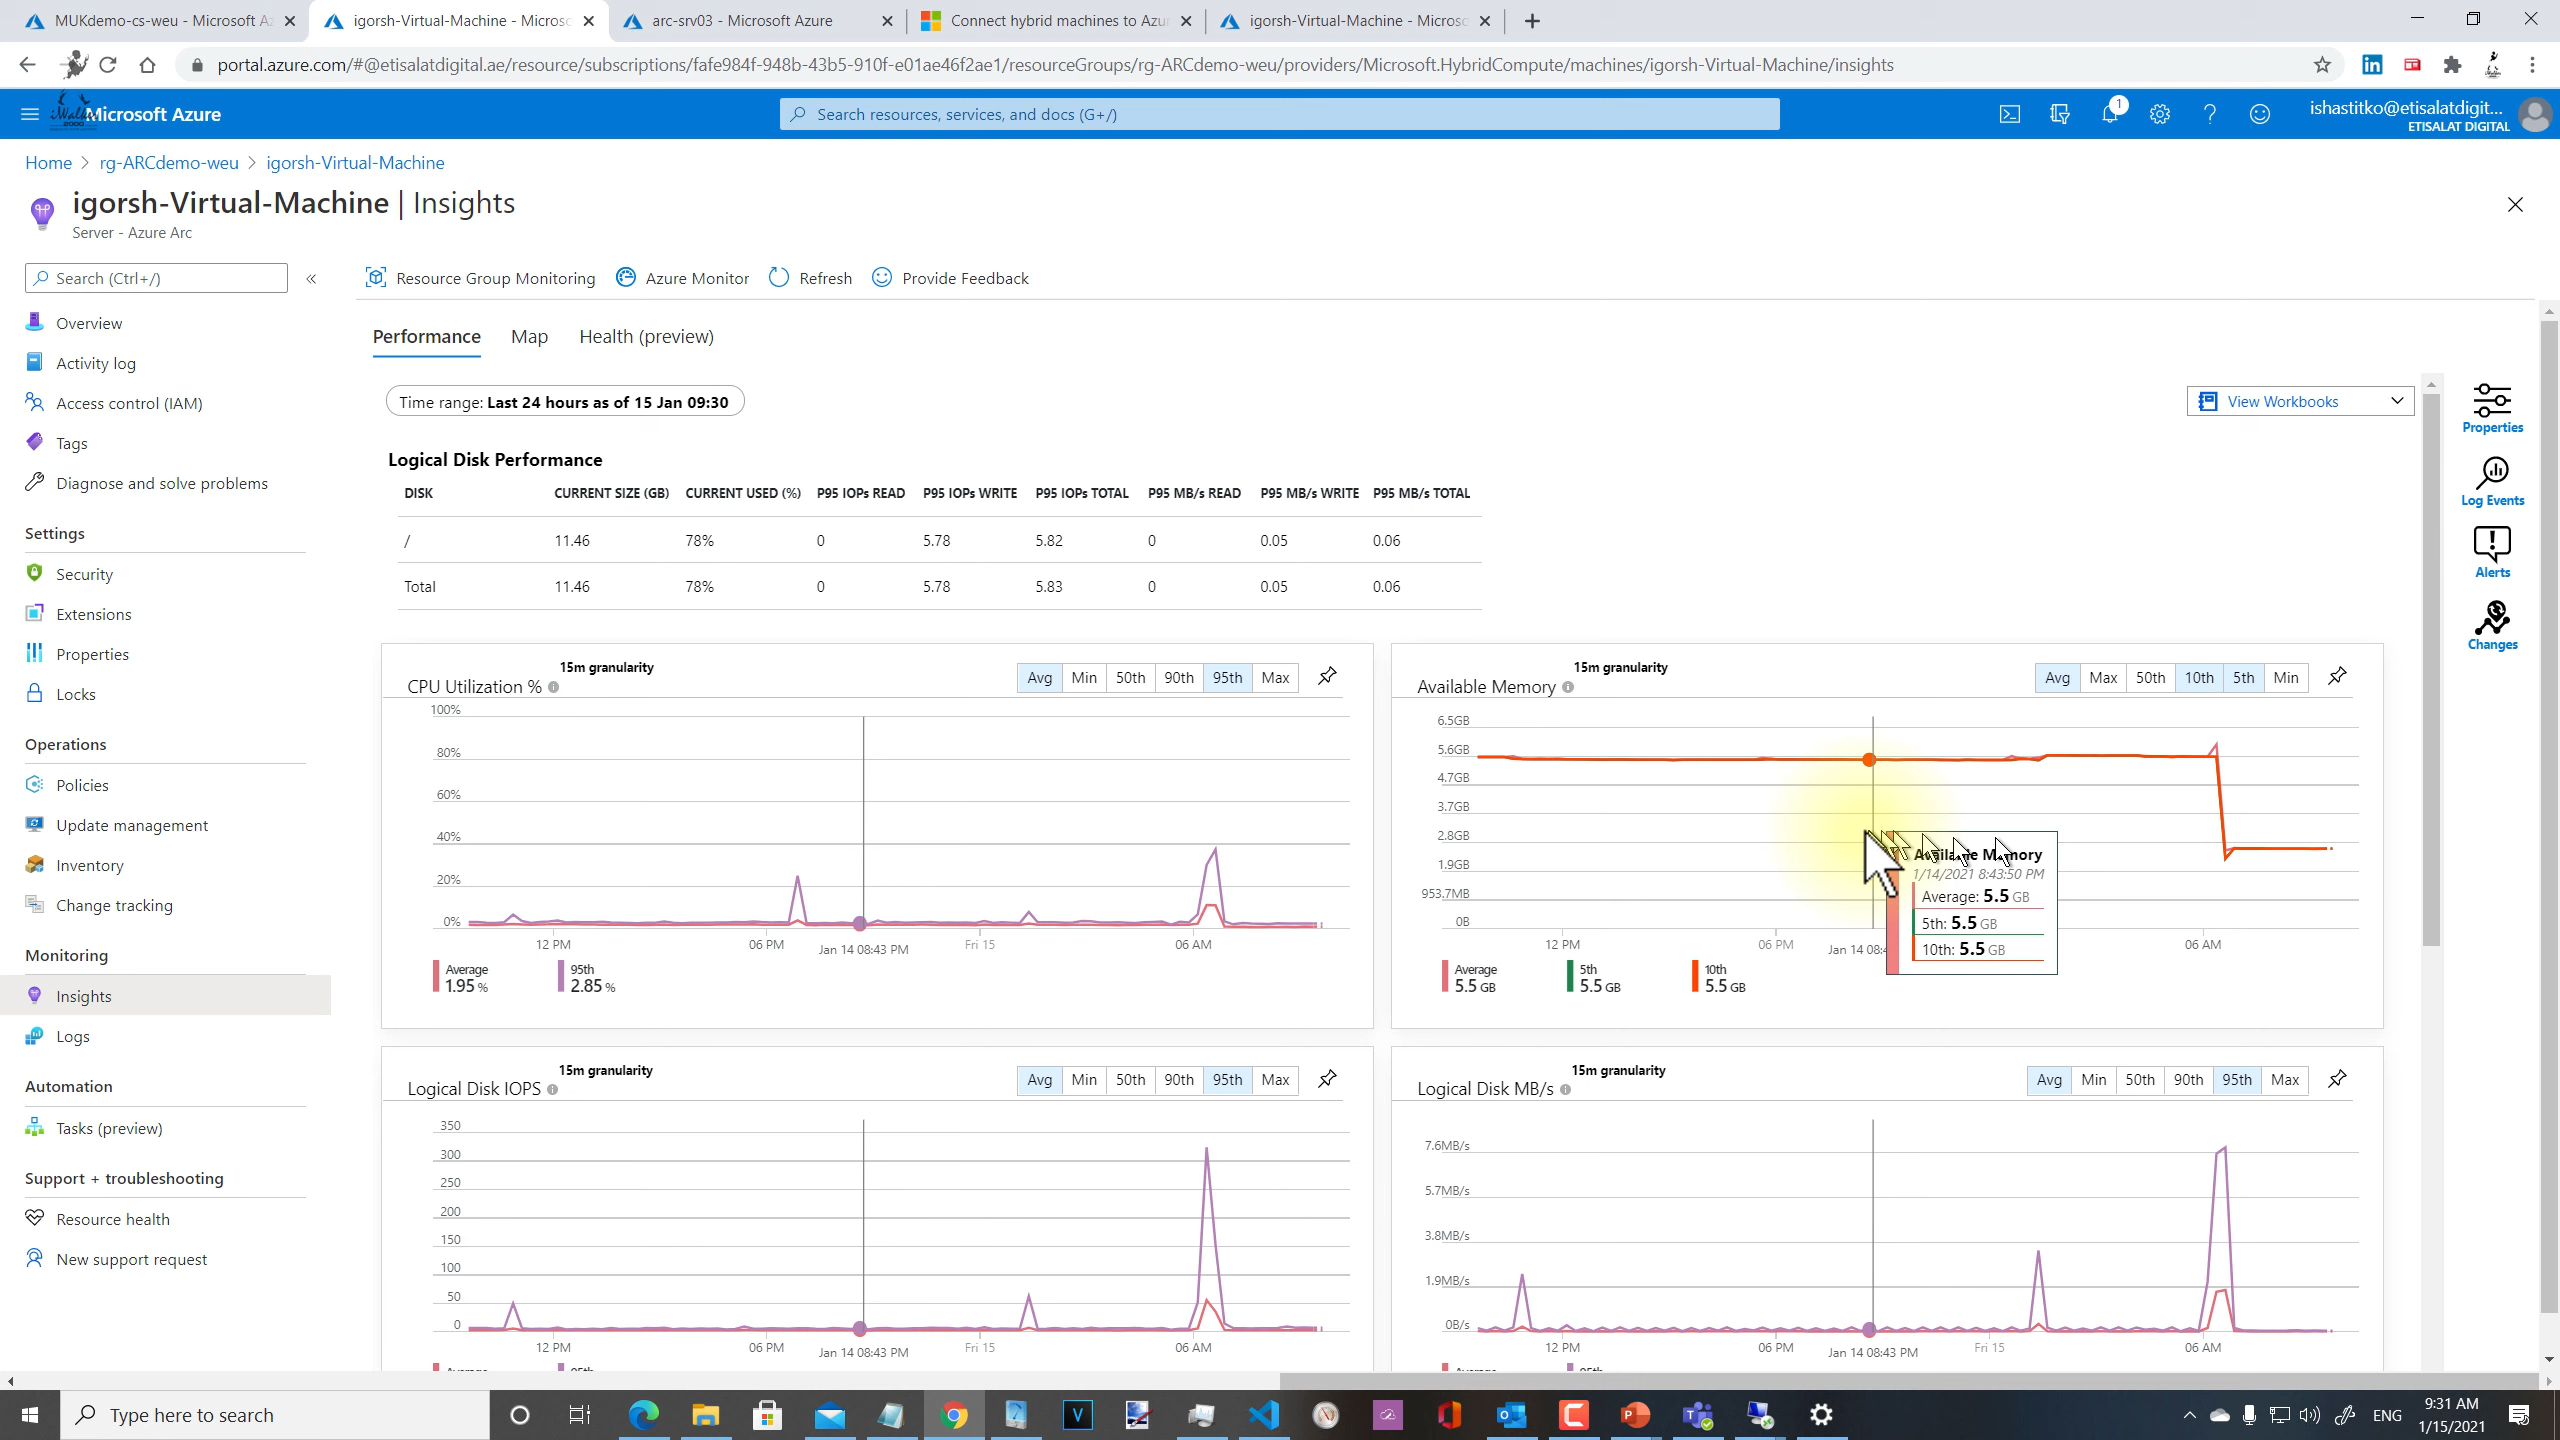 MUKdemo-cs-weu - Microsoft Az
igorsh-Virtual-Machine - Microso
arc-srv03 - Microsoft Azure
Connect hybrid machines to Azu
igorsh-Virtual-Machine - Microso
portal.azure.com/#@etisalatdigital.ae/resource/subscriptions/fafe984f-948b-43b5-910f-e01ae46f2ae1/resourceGroups/rg-ARCdemo-weu/providers/Microsoft.HybridCompute/machines/igorsh-Virtual-Machine/insights
Microsoft Azure
Search resources, services, and docs (G+/)
1
ishastitko@etisalatdigit...
ETISALAT DIGITAL
Home > rg-ARCdemo-weu > igorsh-Virtual-Machine
igorsh-Virtual-Machine | Insights
Server - Azure Arc
Search (Ctrl+/)
«
Resource Group Monitoring
Azure Monitor
Refresh
Provide Feedback
Overview
Activity log
Access control (IAM)
Tags
Diagnose and solve problems
Settings
Security
Extensions
Properties
Locks
Operations
Policies
Update management
Inventory
Change tracking
Monitoring
Insights
Logs
Automation
Tasks (preview)
Support + troubleshooting
Resource health
New support request
Performance Map Health (preview)
Time range: Last 24 hours as of 15 Jan 09:30
View Workbooks
Properties
Log Events
Alerts
Changes
Logical Disk Performance
DISK CURRENT SIZE (GB) CURRENT USED (%) P95 IOPs READ P95 IOPs WRITE P95 IOPs TOTAL P95 MB/s READ P95 MB/s WRITE P95 MB/s TOTAL
/ 11.46 78% 0 5.78 5.82 0 0.05 0.06
Total 11.46 78% 0 5.78 5.83 0 0.05 0.06
15m granularity
CPU Utilization %
Avg Min 50th 90th 95th Max
100%
80%
60%
40%
20%
0%
12 PM 06 PM Jan 14 08:43 PM Fri 15 06 AM
Average
1.95 %
95th
2.85 %
15m granularity
Available Memory
Avg Max 50th 10th 5th Min
6.5GB
5.6GB
4.7GB
3.7GB
2.8GB
1.9GB
953.7MB
0B
12 PM 06 PM Jan 14 08:4 06 AM
Available Memory
1/14/2021 8:43:50 PM
Average: 5.5 GB
5th: 5.5 GB
10th: 5.5 GB
Average
5.5 GB
5th
5.5 GB
10th
5.5 GB
15m granularity
Logical Disk IOPS
Avg Min 50th 90th 95th Max
350
300
250
200
150
100
50
0
12 PM 06 PM Jan 14 08:43 PM Fri 15 06 AM
15m granularity
Logical Disk MB/s
Avg Min 50th 90th 95th Max
7.6MB/s
5.7MB/s
3.8MB/s
1.9MB/s
0B/s
12 PM 06 PM Jan 14 08:43 PM Fri 15 06 AM
Type here to search
ENG
9:31 AM
1/15/2021